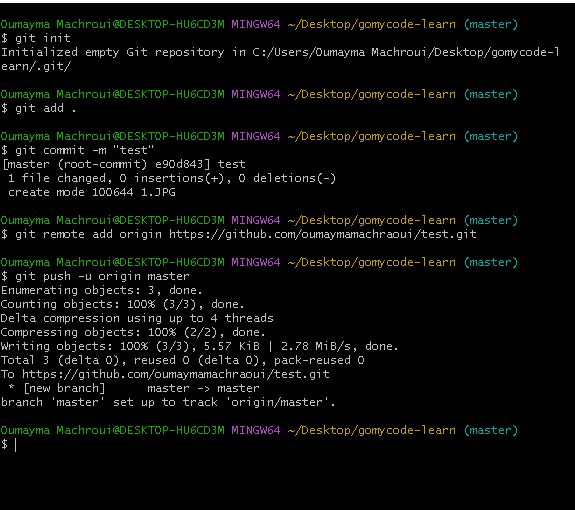 Oumayma Machroui@DESKTOP-HU6CD3M MINGW64 ~/Desktop/gomycode-learn (master)
$ git init
Initialized empty Git repository in C:/Users/Oumayma Machroui/Desktop/gomycode-l
earn/.git/
Oumayma Machroui@DESKTOP-HU6CD3M MINGW64 ~/Desktop/gomycode-learn (master)
$ git add .
Oumayma Machroui@DESKTOP-HU6CD3M MINGW64 ~/Desktop/gomycode-learn (master)
$ git commit -m "test"
[master (root-commit) e90d843] test
 1 file changed, 0 insertions(+), 0 deletions(-)
 create mode 100644 1.JPG
Oumayma Machroui@DESKTOP-HU6CD3M MINGW64 ~/Desktop/gomycode-learn (master)
$ git remote add origin https://github.com/oumaymamachraoui/test.git
Oumayma Machroui@DESKTOP-HU6CD3M MINGW64 ~/Desktop/gomycode-learn (master)
$ git push -u origin master
Enumerating objects: 3, done.
Counting objects: 100% (3/3), done.
Delta compression using up to 4 threads
Compressing objects: 100% (2/2), done.
Writing objects: 100% (3/3), 5.57 KiB | 2.78 MiB/s, done.
Total 3 (delta 0), reused 0 (delta 0), pack-reused 0
To https://github.com/oumaymamachraoui/test.git
 * [new branch]      master -> master
branch 'master' set up to track 'origin/master'.
Oumayma Machroui@DESKTOP-HU6CD3M MINGW64 ~/Desktop/gomycode-learn (master)
$